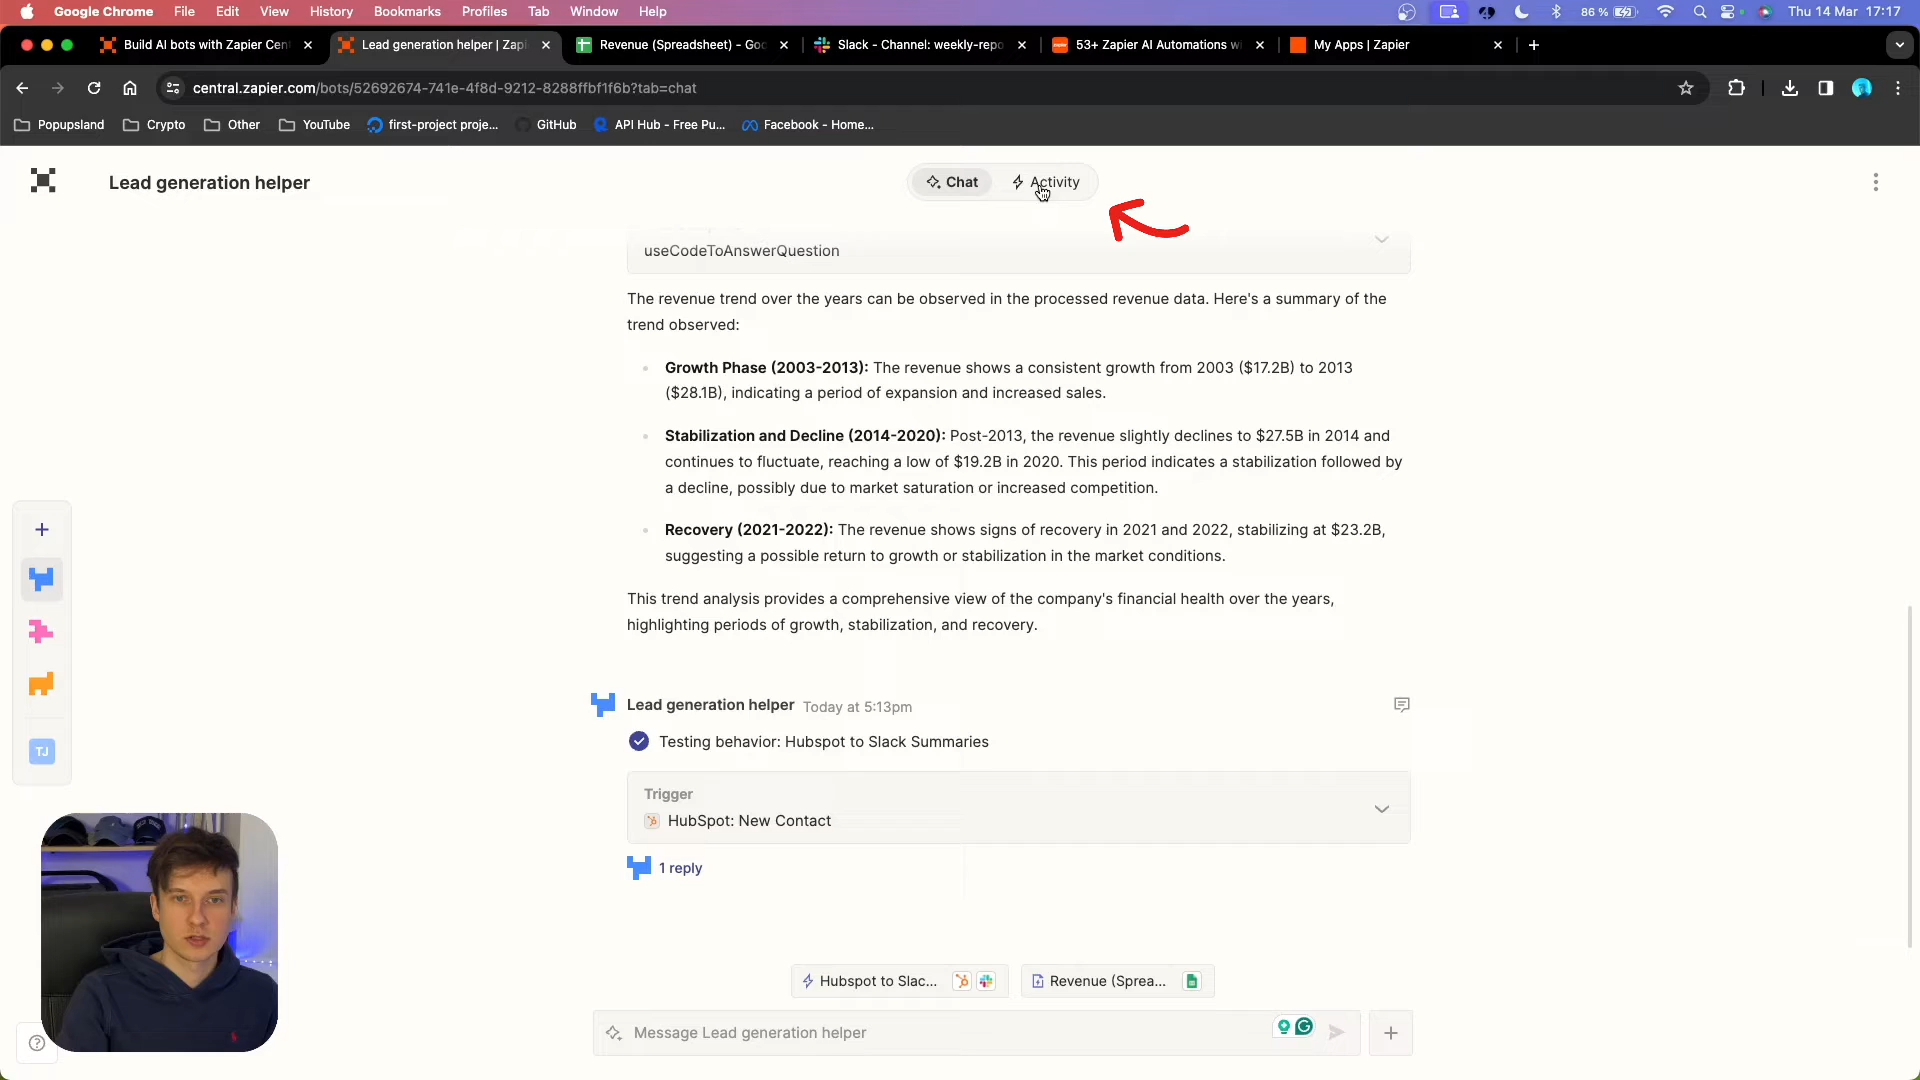 Google Chrome File Edit View History Bookmarks Profiles Tab Window Help 86 % Thu 14 Mar 17:17
Build AI bots with Zapier Cen Lead generation helper | Zapi Revenue (Spreadsheet) - Goo Slack - Channel: weekly-repo 53+ Zapier AI Automations wi My Apps | Zapier
central.zapier.com/bots/52692674-741e-4f8d-9212-8288ffbf1f6b?tab=chat
Popupsland Crypto Other YouTube first-project proje... GitHub API Hub - Free Pu... Facebook - Home...
Lead generation helper
Chat Activity
useCodeToAnswerQuestion
The revenue trend over the years can be observed in the processed revenue data. Here's a summary of the
trend observed:
Growth Phase (2003-2013): The revenue shows a consistent growth from 2003 ($17.2B) to 2013
($28.1B), indicating a period of expansion and increased sales.
Stabilization and Decline (2014-2020): Post-2013, the revenue slightly declines to $27.5B in 2014 and
continues to fluctuate, reaching a low of $19.2B in 2020. This period indicates a stabilization followed by
a decline, possibly due to market saturation or increased competition.
Recovery (2021-2022): The revenue shows signs of recovery in 2021 and 2022, stabilizing at $23.2B,
suggesting a possible return to growth or stabilization in the market conditions.
This trend analysis provides a comprehensive view of the company's financial health over the years,
highlighting periods of growth, stabilization, and recovery.
TJ
Lead generation helper Today at 5:13pm
Testing behavior: Hubspot to Slack Summaries
Trigger
HubSpot: New Contact
1 reply
Hubspot to Slac... Revenue (Sprea...
Message Lead generation helper